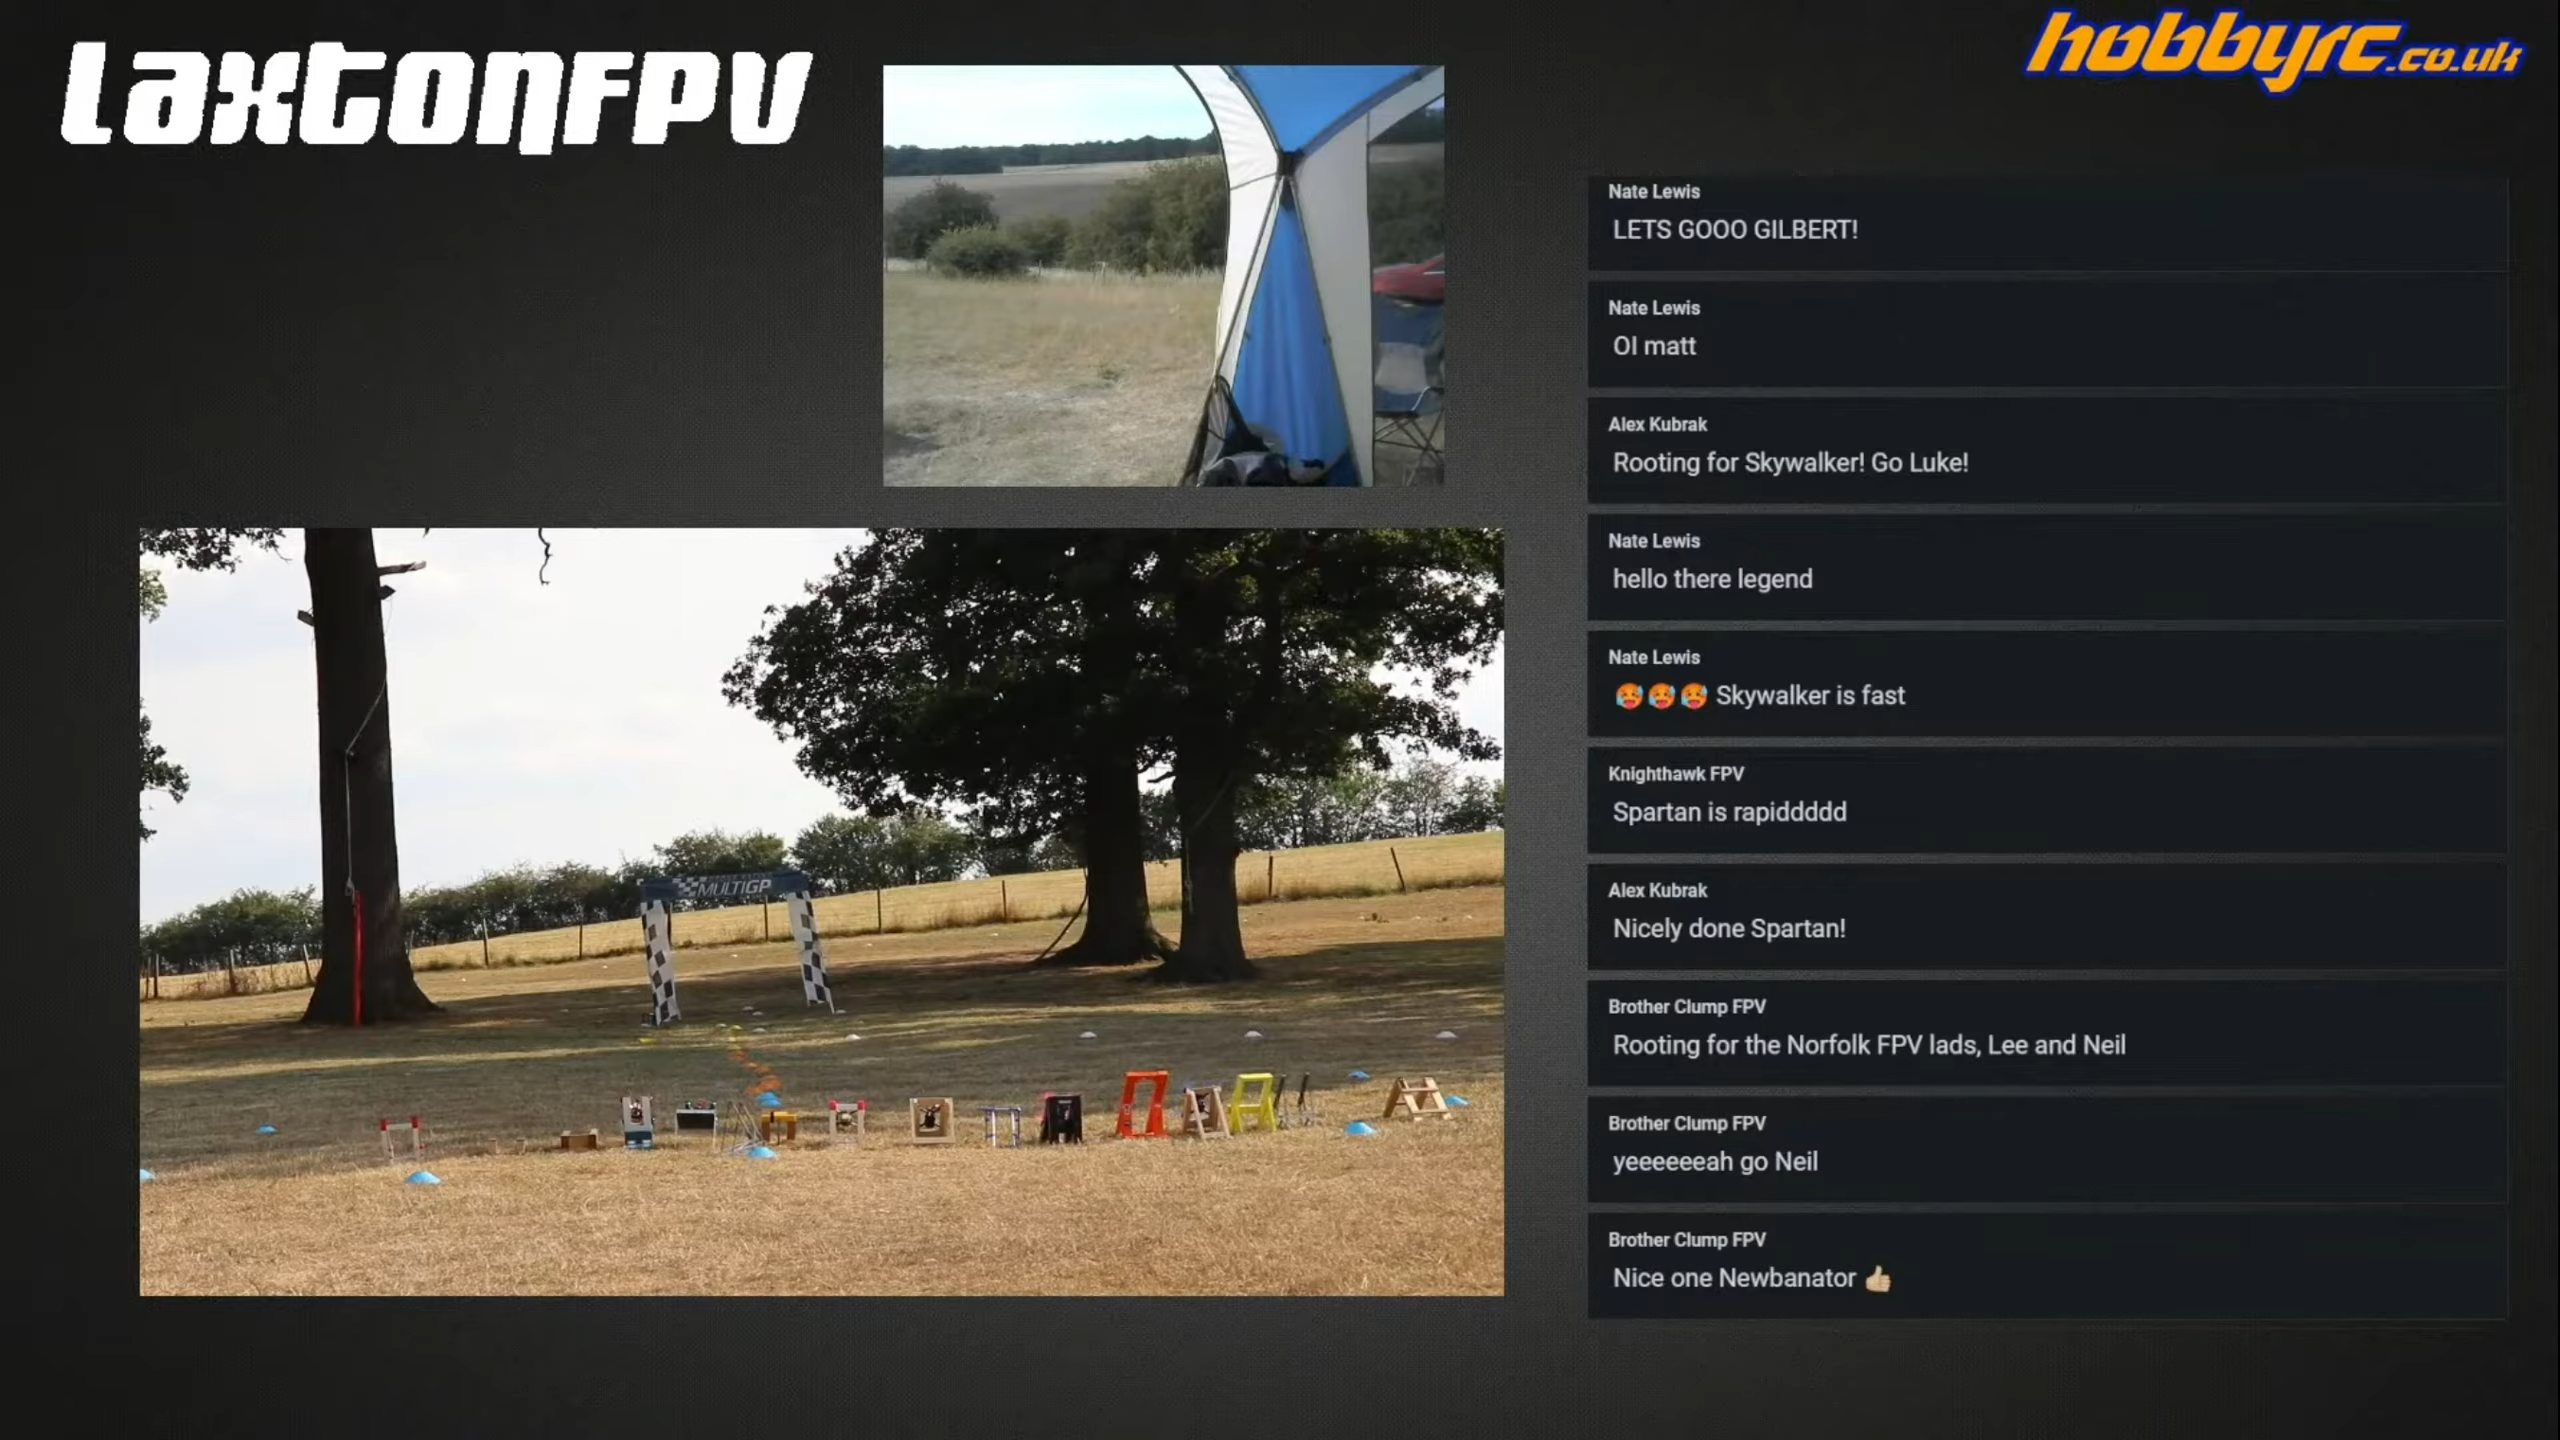 LaxtonFPV
hobbyrc.co.uk
Nate Lewis
LETS GOOO GILBERT!
Nate Lewis
OI matt
Alex Kubrak
Rooting for Skywalker! Go Luke!
Nate Lewis
hello there legend
Nate Lewis
🥵🥵🥵 Skywalker is fast
Knighthawk FPV
Spartan is rapiddddd
Alex Kubrak
Nicely done Spartan!
Brother Clump FPV
Rooting for the Norfolk FPV lads, Lee and Neil
Brother Clump FPV
yeeeeeeah go Neil
Brother Clump FPV
Nice one Newbanator 👍🏼
MULTIGP